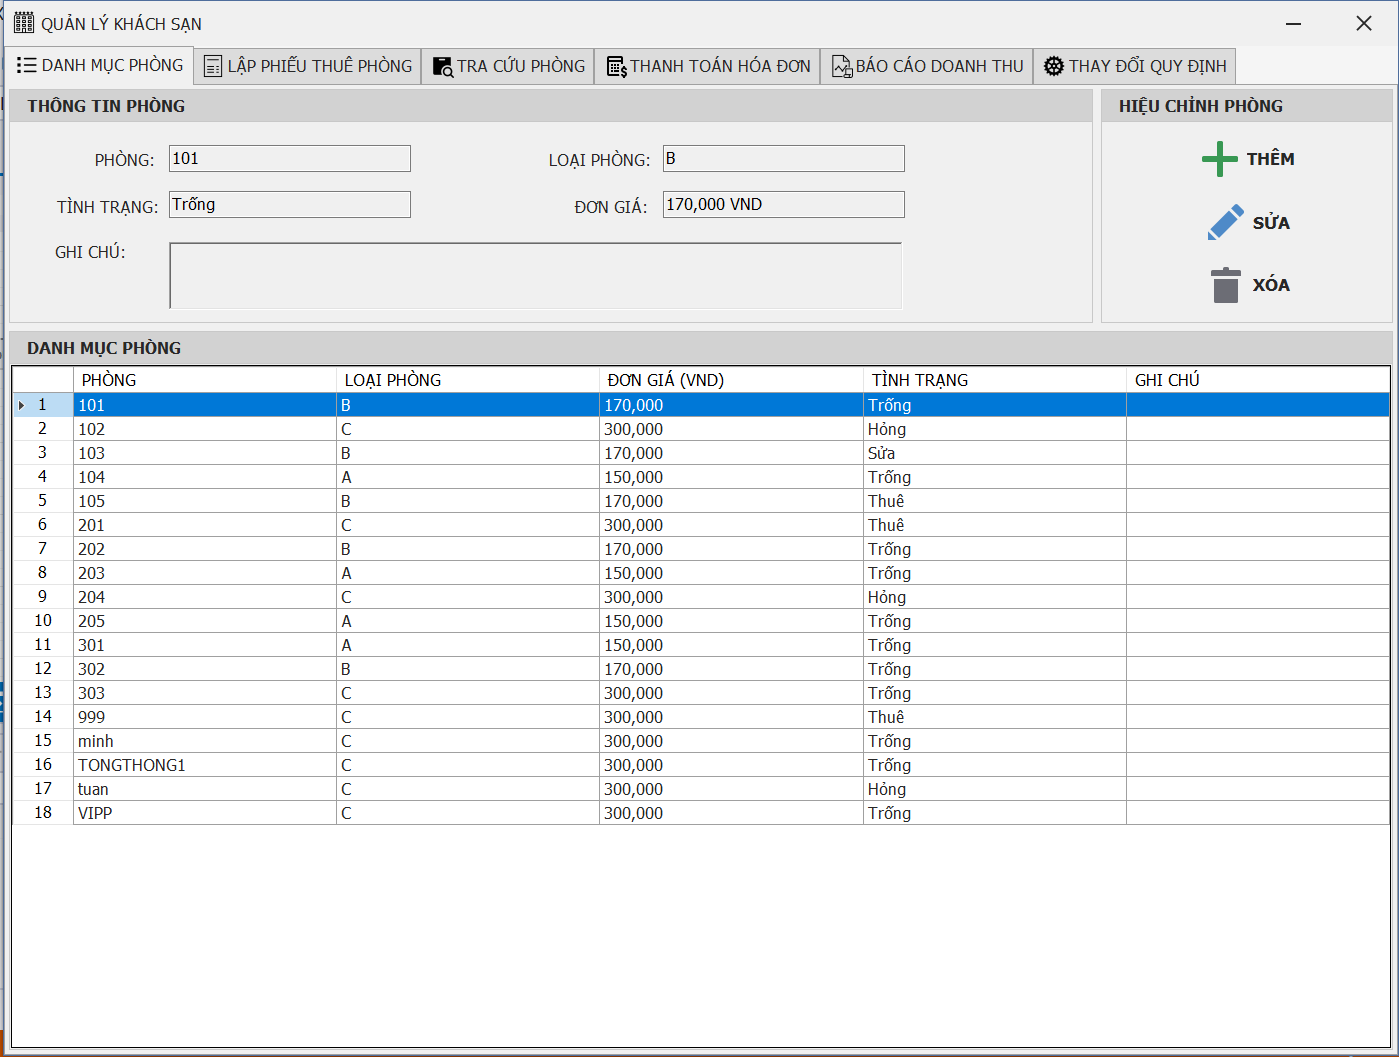 QUẢN LÝ KHÁCH SẠN
DANH MỤC PHÒNG LẬP PHIẾU THUÊ PHÒNG TRA CỨU PHÒNG THANH TOÁN HÓA ĐƠN BÁO CÁO DOANH THU THAY ĐỔI QUY ĐỊNH
THÔNG TIN PHÒNG
PHÒNG: 101 LOẠI PHÒNG: B
TÌNH TRẠNG: Trống ĐƠN GIÁ: 170,000 VND
GHI CHÚ:
HIỆU CHỈNH PHÒNG
THÊM
SỬA
XÓA
DANH MỤC PHÒNG
PHÒNG LOẠI PHÒNG ĐƠN GIÁ (VND) TÌNH TRẠNG GHI CHÚ
1 101 B 170,000 Trống
2 102 C 300,000 Hỏng
3 103 B 170,000 Sửa
4 104 A 150,000 Trống
5 105 B 170,000 Thuê
6 201 C 300,000 Thuê
7 202 B 170,000 Trống
8 203 A 150,000 Trống
9 204 C 300,000 Hỏng
10 205 A 150,000 Trống
11 301 A 150,000 Trống
12 302 B 170,000 Trống
13 303 C 300,000 Trống
14 999 C 300,000 Thuê
15 minh C 300,000 Trống
16 TONGTHONG1 C 300,000 Trống
17 tuan C 300,000 Hỏng
18 VIPP C 300,000 Trống